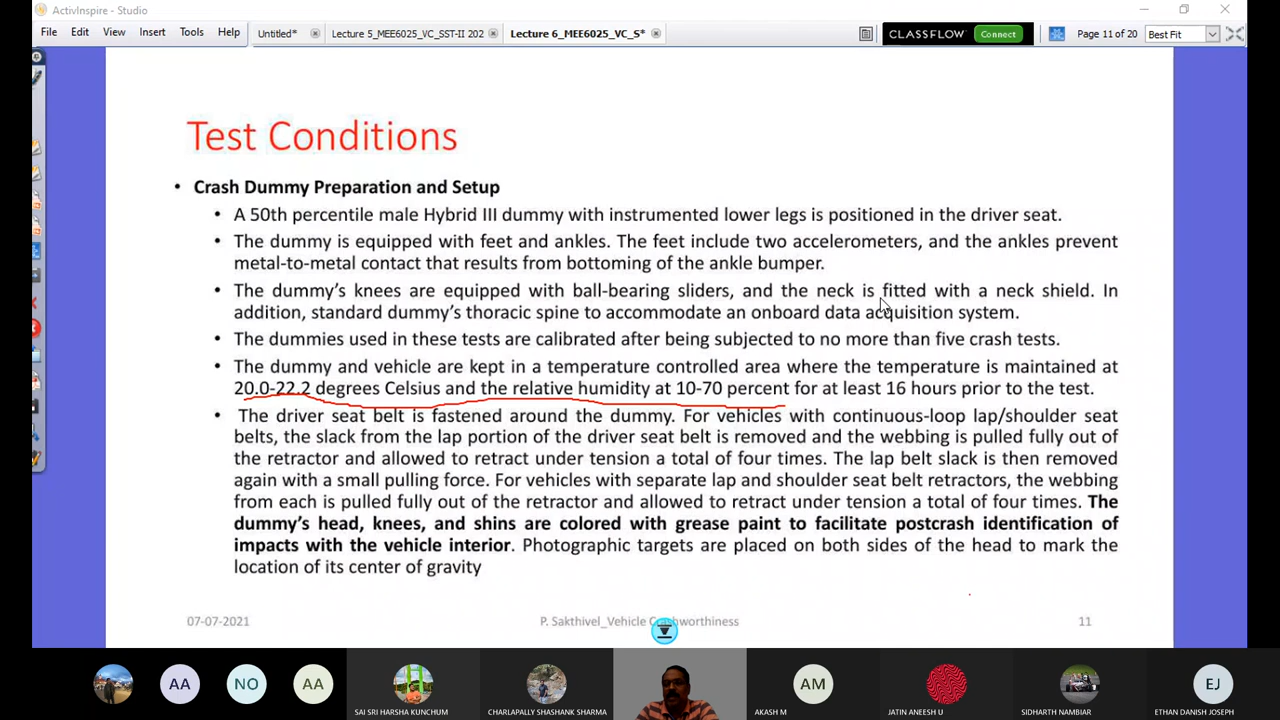 ActivInspire - Studio
File Edit View Insert Tools Help
Untitled*
Lecture 5_MEE6025_VC_SST-II 202
Lecture 6_MEE6025_VC_S*
CLASSFLOW Connect
Page 11 of 20
Best Fit
Test Conditions
• Crash Dummy Preparation and Setup
• A 50th percentile male Hybrid III dummy with instrumented lower legs is positioned in the driver seat.
• The dummy is equipped with feet and ankles. The feet include two accelerometers, and the ankles prevent
metal-to-metal contact that results from bottoming of the ankle bumper.
• The dummy's knees are equipped with ball-bearing sliders, and the neck is fitted with a neck shield. In
addition, standard dummy's thoracic spine to accommodate an onboard data acquisition system.
• The dummies used in these tests are calibrated after being subjected to no more than five crash tests.
• The dummy and vehicle are kept in a temperature controlled area where the temperature is maintained at
20.0-22.2 degrees Celsius and the relative humidity at 10-70 percent for at least 16 hours prior to the test.
• The driver seat belt is fastened around the dummy. For vehicles with continuous-loop lap/shoulder seat
belts, the slack from the lap portion of the driver seat belt is removed and the webbing is pulled fully out of
the retractor and allowed to retract under tension a total of four times. The lap belt slack is then removed
again with a small pulling force. For vehicles with separate lap and shoulder seat belt retractors, the webbing
from each is pulled fully out of the retractor and allowed to retract under tension a total of four times. The
dummy's head, knees, and shins are colored with grease paint to facilitate postcrash identification of
impacts with the vehicle interior. Photographic targets are placed on both sides of the head to mark the
location of its center of gravity
07-07-2021
P. Sakthivel_Vehicle Crashworthiness
11
AA
NO
AA
SAI SRI HARSHA KUNCHUM
CHARLAPALLY SHASHANK SHARMA
AM
AKASH M
JATIN ANEESH U
SIDHARTH NAMBIAR
EJ
ETHAN DANISH JOSEPH